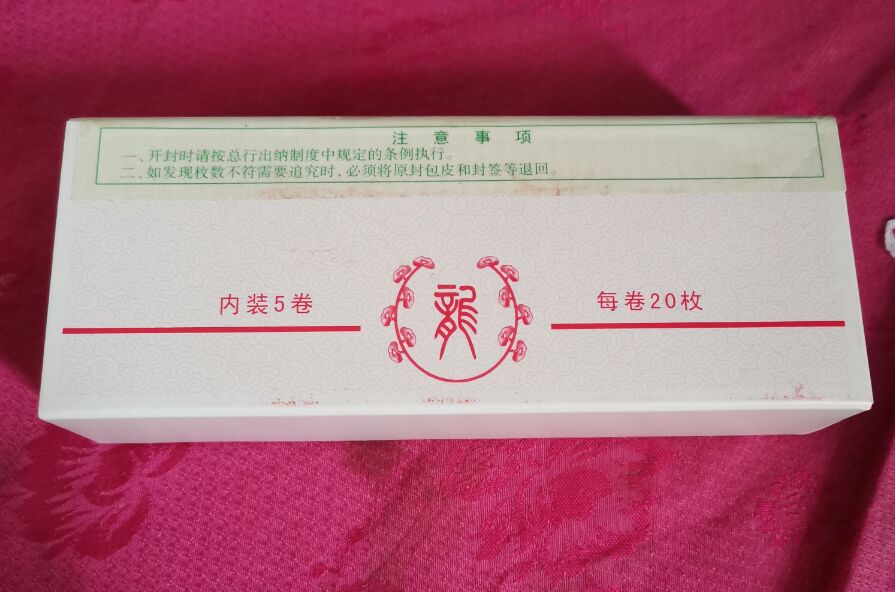 注意事项
一、开封时请按总行出纳制度中规定的条例执行。
二、如发现枚数不符需要追究时,必须将原封包皮和封签等退回。
内装5卷
龍
每卷20枚